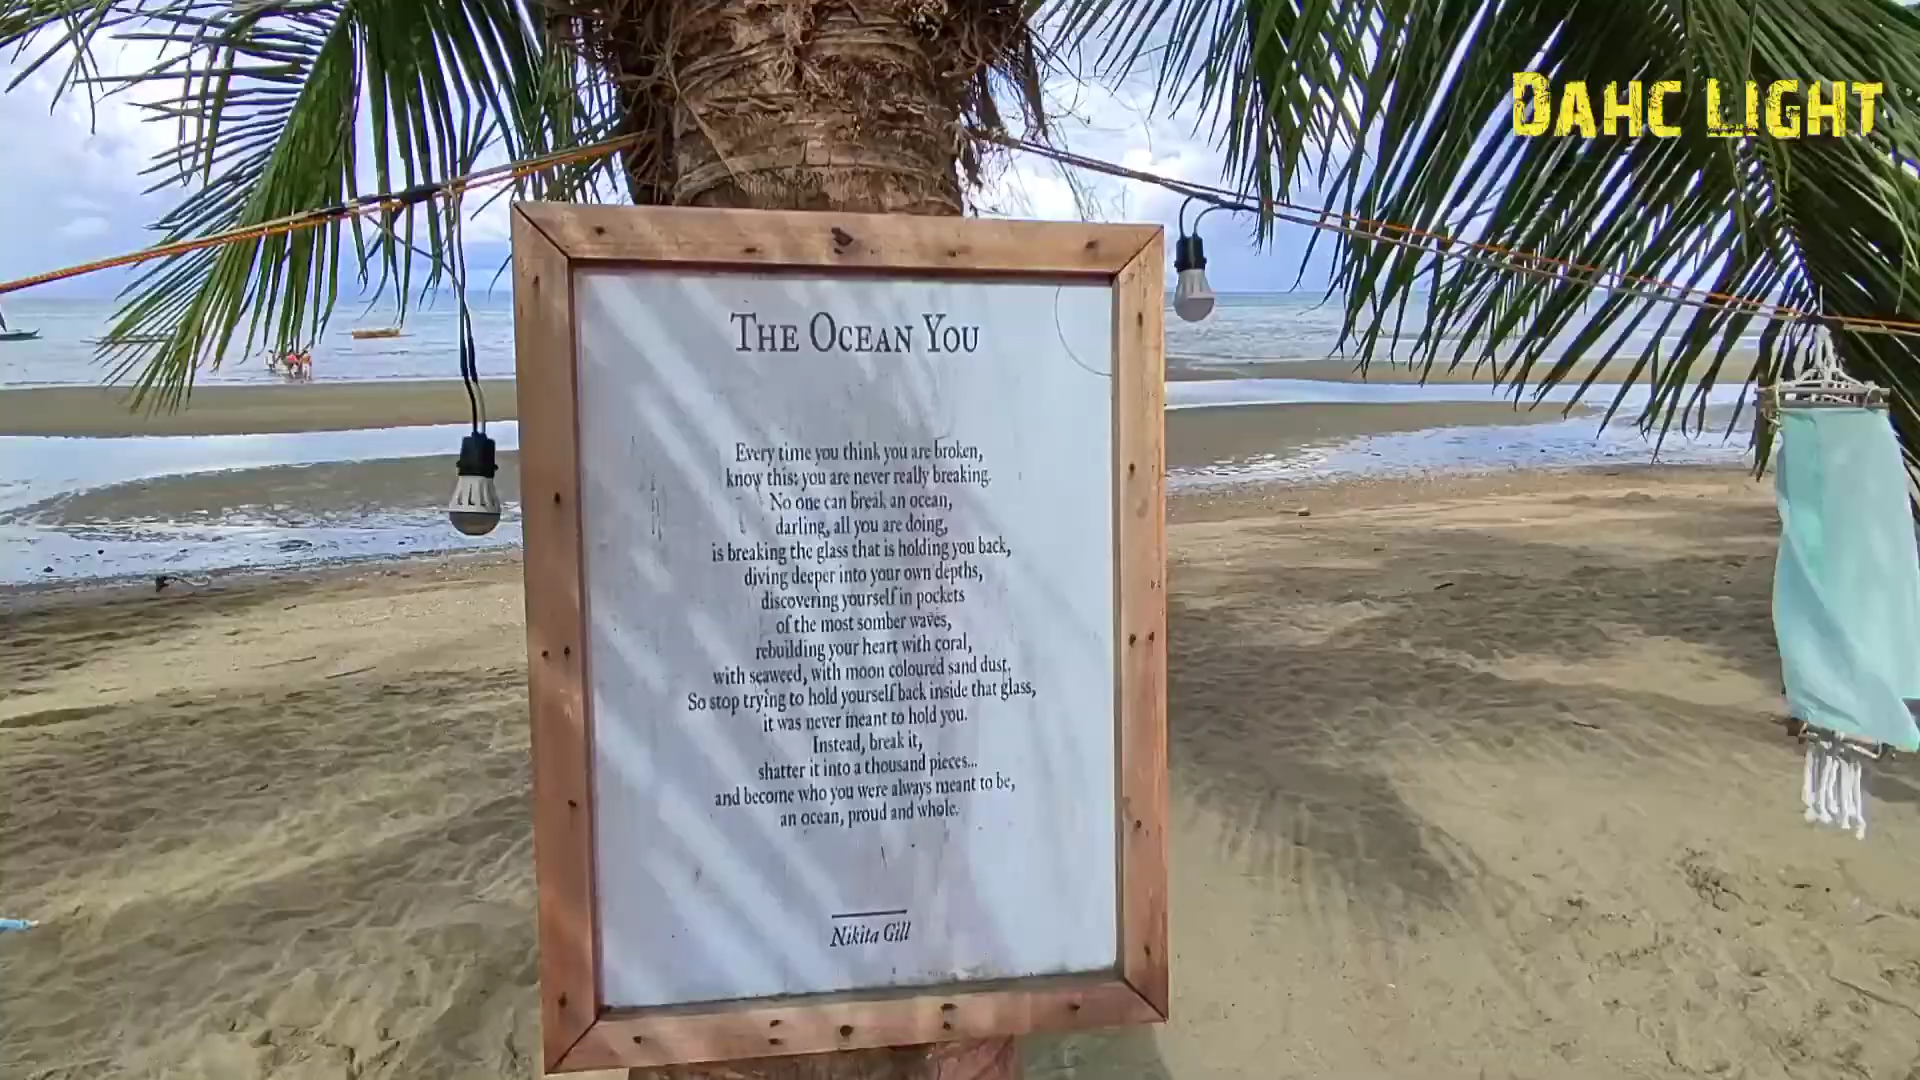 DAHC LIGHT
THE OCEAN YOU
Every time you think you are broken,
know this: you are never really breaking.
No one can break an ocean,
darling, all you are doing,
is breaking the glass that is holding you back,
diving deeper into your own depths,
discovering yourself in pockets
of the most somber waves,
rebuilding your heart with coral,
with seaweed, with moon coloured sand dust.
So stop trying to hold yourself back inside that glass,
it was never meant to hold you.
Instead, break it,
shatter it into a thousand pieces...
and become who you were always meant to be,
an ocean, proud and whole.
Nikita Gill